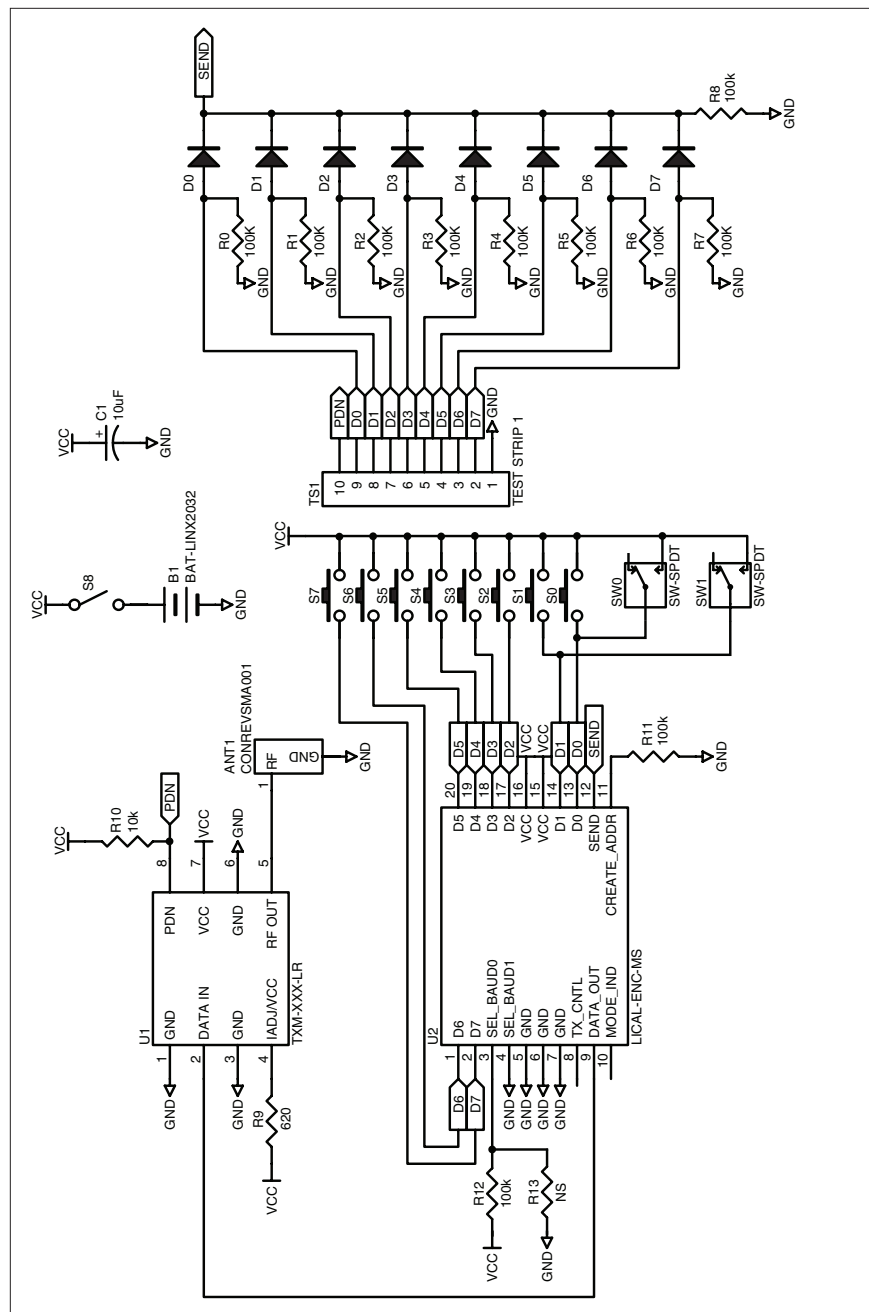 SEND
D0
D1
D2
D3
D4
D5
D6
D7
R8
100k
GND
R0
100K
GND
R1
100K
GND
R2
100K
GND
R3
100K
GND
R4
100K
GND
R5
100K
GND
R6
100K
GND
R7
100K
GND
VCC
C1
+
10uF
GND
TS1
10
9
8
7
6
5
4
3
2
1
PDN
D0
D1
D2
D3
D4
D5
D6
D7
GND
TEST STRIP 1
VCC
S8
B1
BAT-LINX2032
GND
VCC
S7
S6
S5
S4
S3
S2
S1
S0
SW0
SW-SPDT
SW1
SW-SPDT
ANT1
CONREVSMA001
1
RF
GND
GND
VCC
R10
10k
PDN
VCC
GND
8
7
6
5
U1
PDN
VCC
GND
RF OUT
GND
DATA IN
GND
IADJ/VCC
TXM-XXX-LR
1
2
3
4
GND
GND
R9
620
VCC
D5
D4
D3
D2
VCC
VCC
D1
D0
SEND
20
19
18
17
16
15
14
13
12
11
R11
100k
GND
U2
D5
D4
D3
D2
VCC
VCC
D1
D0
SEND
CREATE_ADDR
D6
D7
SEL_BAUD0
SEL_BAUD1
GND
GND
GND
TX_CNTL
DATA_OUT
MODE_IND
LICAL-ENC-MS
1
2
3
4
5
6
7
8
9
10
D6
D7
GND
GND
GND
GND
R12
100k
VCC
R13
NS
GND